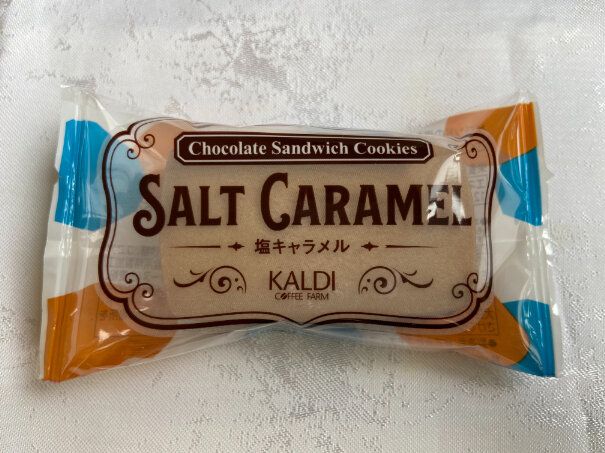 Chocolate Sandwich Cookies
SALT CARAMEL
塩キャラメル
KALDI
COFFEE FARM